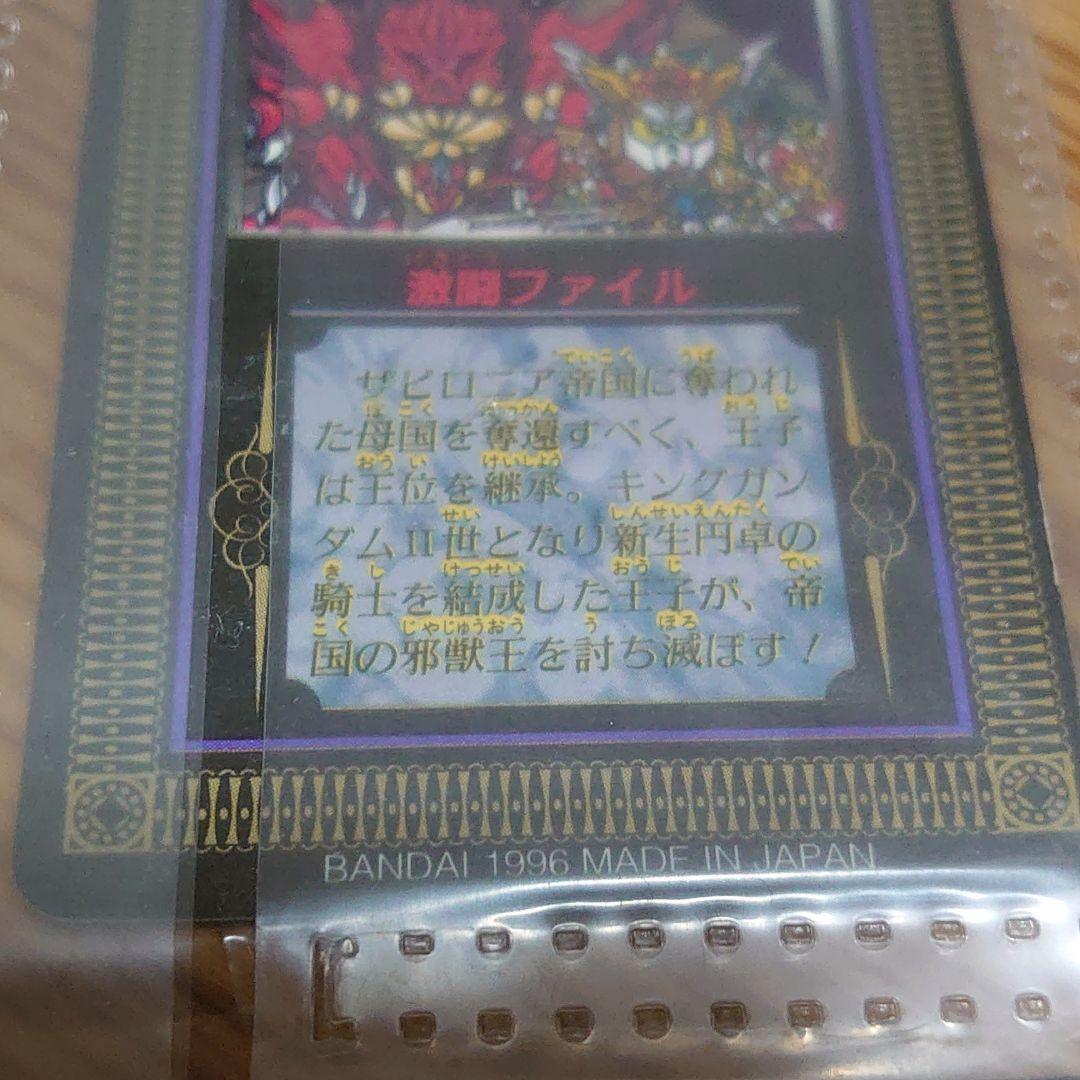 激闘ファイル
ザビロニア帝国に奪われ
た母国を奪還すべく、王子
は王位を継承。キングガン
ダムII世となり新生円卓の
騎士を結成した王子が、帝
国の邪獣王を討ち滅ぼす!
BANDAI 1996 MADE IN JAPAN